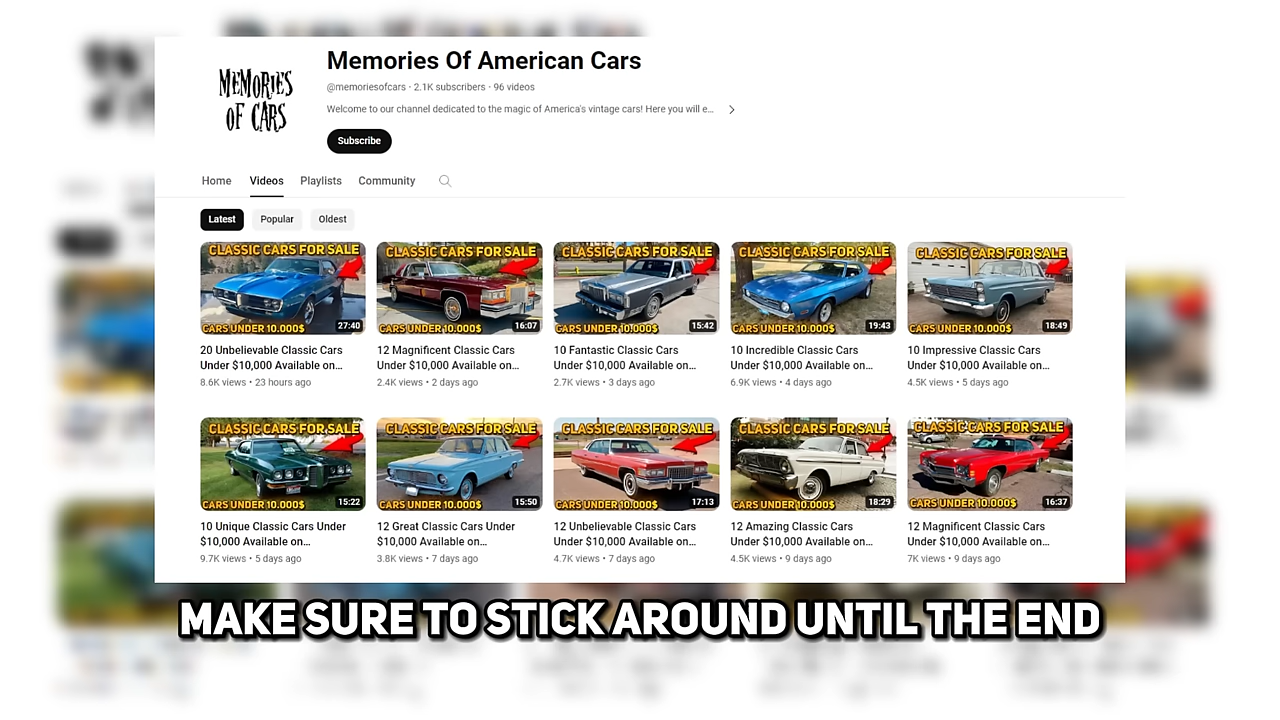 Memories Of American Cars
MEMORIES
OF CARS
@memoriesofcars · 2.1K subscribers · 96 videos
Welcome to our channel dedicated to the magic of America's vintage cars! Here you will e...
Subscribe
Home Videos Playlists Community
Latest Popular Oldest
CLASSIC CARS FOR SALE CLASSIC CARS FOR SALE CLASSIC CARS FOR SALE CLASSIC CARS FOR SALE CLASSIC CARS FOR SALE
CARS UNDER 10.000$ 27:40 CARS UNDER 10.000$ 16:07 CARS UNDER 10.000$ 15:42 CARS UNDER 10.000$ 19:43 CARS UNDER 10.000$ 18:49
20 Unbelievable Classic Cars 12 Magnificent Classic Cars 10 Fantastic Classic Cars 10 Incredible Classic Cars 10 Impressive Classic Cars
Under $10,000 Available on... Under $10,000 Available on... Under $10,000 Available on... Under $10,000 Available on... Under $10,000 Available on...
8.6K views • 23 hours ago 2.4K views • 2 days ago 2.7K views • 3 days ago 6.9K views • 4 days ago 4.5K views • 5 days ago
CLASSIC CARS FOR SALE CLASSIC CARS FOR SALE CLASSIC CARS FOR SALE CLASSIC CARS FOR SALE CLASSIC CARS FOR SALE
CARS UNDER 10.000$ 15:22 CARS UNDER 10.000$ 15:50 CARS UNDER 10.000$ 17:13 CARS UNDER 10.000$ 18:29 CARS UNDER 10.000$ 16:37
10 Unique Classic Cars Under 12 Great Classic Cars Under 12 Unbelievable Classic Cars 12 Amazing Classic Cars 12 Magnificent Classic Cars
$10,000 Available on... $10,000 Available on... Under $10,000 Available on... Under $10,000 Available on... Under $10,000 Available on...
9.7K views • 5 days ago 3.8K views • 7 days ago 4.7K views • 7 days ago 4.5K views • 9 days ago 7K views • 9 days ago
MAKE SURE TO STICK AROUND UNTIL THE END